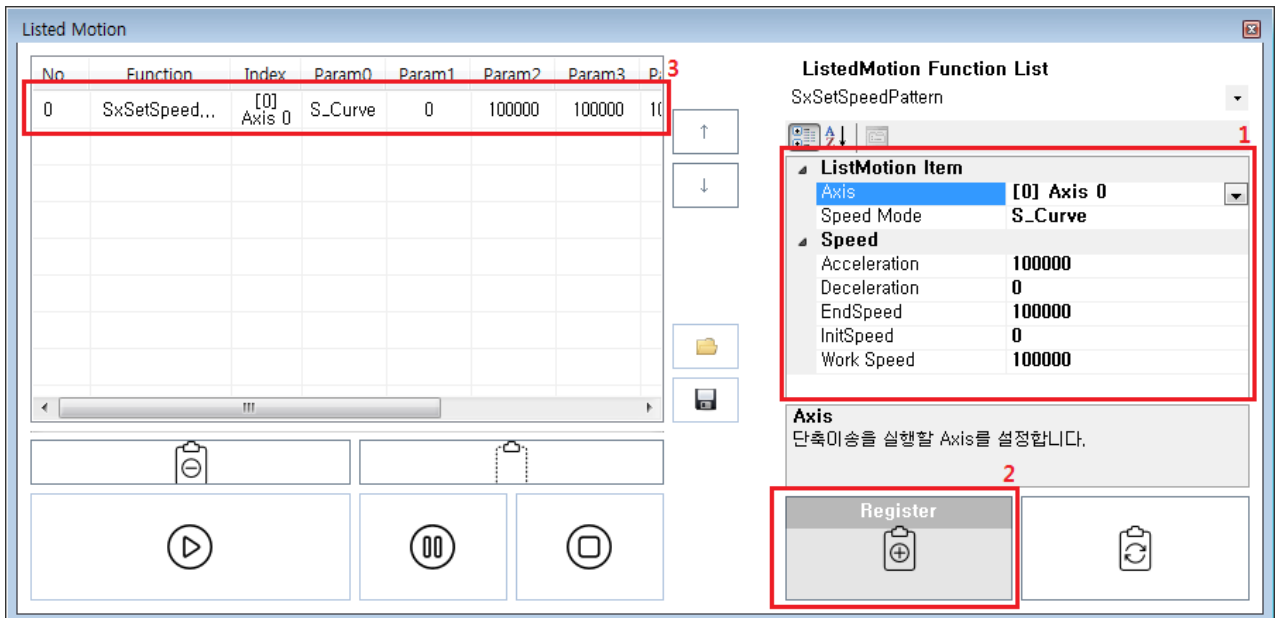 Listed Motion
No Function Index Param0 Param1 Param2 Param3
3
0 SxSetSpeed... [0] Axis 0 S_Curve 0 100000 100000
ListedMotion Function List
SxSetSpeedPattern
1
ListMotion Item
Axis [0] Axis 0
Speed Mode S_Curve
Speed
Acceleration 100000
Deceleration 0
EndSpeed 100000
InitSpeed 0
Work Speed 100000
Axis
단축이송을 실행할 Axis를 설정합니다.
2
Register